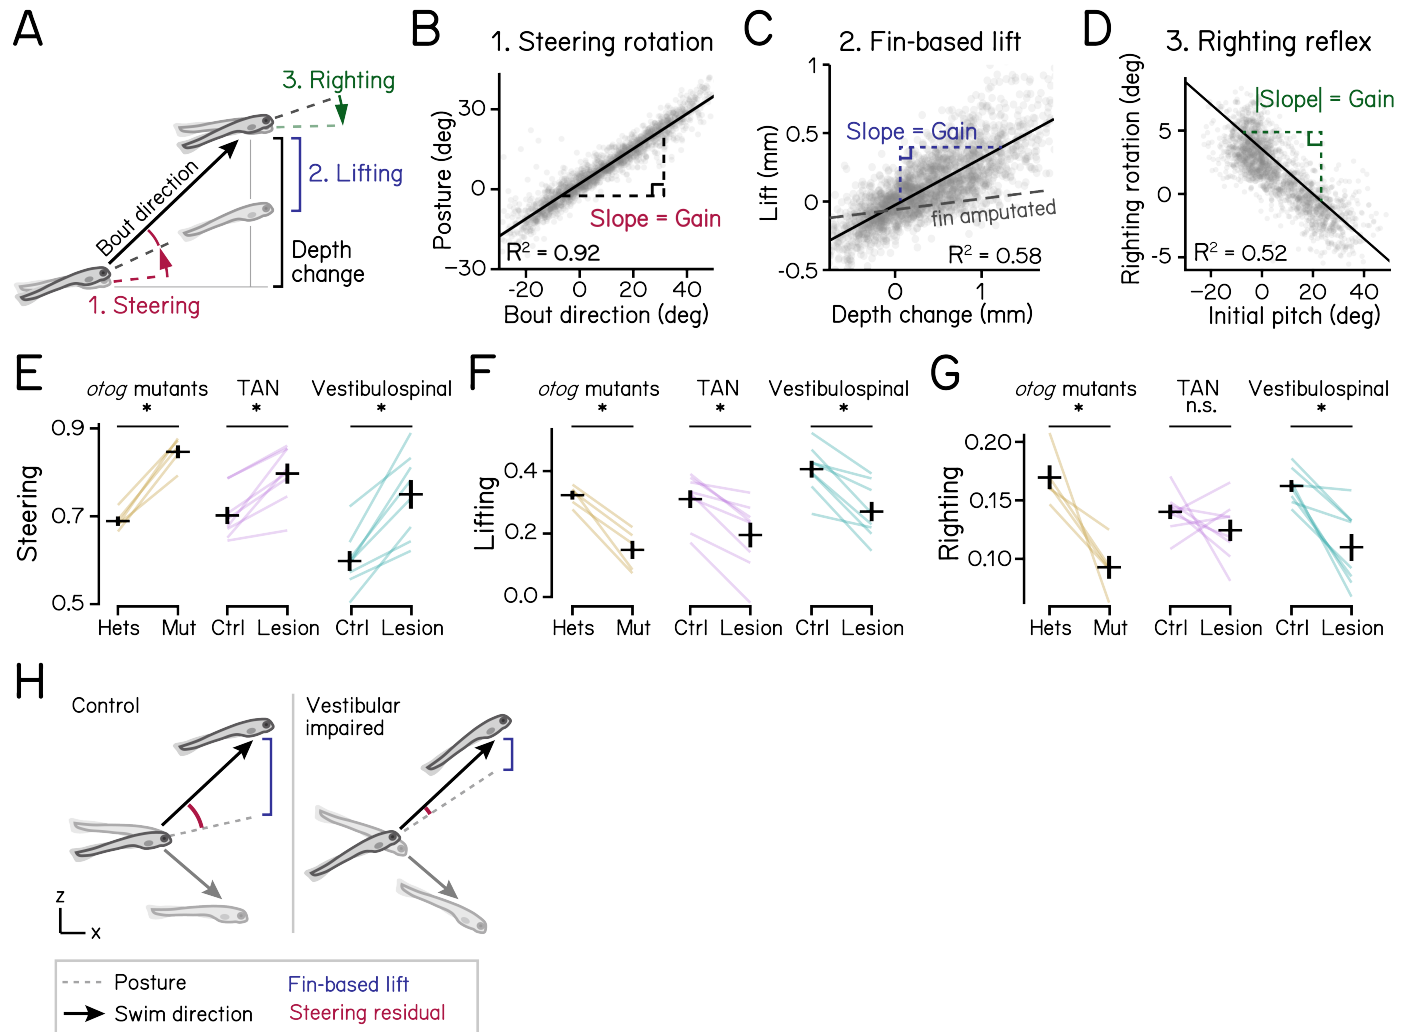 A
3. Righting
Bout direction
2. Lifting
Depth
change
1. Steering
B
1. Steering rotation
Posture (deg)
30
0
−30
Slope = Gain
R² = 0.92
-20 0 20 40
Bout direction (deg)
C
2. Fin-based lift
Lift (mm)
1
0.5
0
-0.5
Slope = Gain
fin amputated
R² = 0.58
0 1
Depth change (mm)
D
3. Righting reflex
Righting rotation (deg)
5
0
-5
|Slope| = Gain
R² = 0.52
−20 0 20 40
Initial pitch (deg)
E
otog mutants TAN Vestibulospinal
* * *
Steering
0.9
0.7
0.5
Hets Mut Ctrl Lesion Ctrl Lesion
F
otog mutants TAN Vestibulospinal
* * *
Lifting
0.4
0.2
0.0
Hets Mut Ctrl Lesion Ctrl Lesion
G
otog mutants TAN Vestibulospinal
* n.s. *
Righting
0.20
0.15
0.10
Hets Mut Ctrl Lesion Ctrl Lesion
H
Control
Vestibular
impaired
z
x
Posture
Fin-based lift
Swim direction
Steering residual